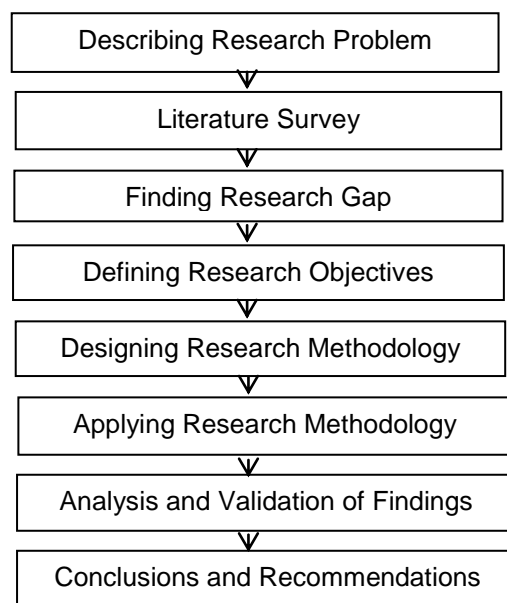 Describing Research Problem
Literature Survey
Finding Research Gap
Defining Research Objectives
Designing Research Methodology
Applying Research Methodology
Analysis and Validation of Findings
Conclusions and Recommendations